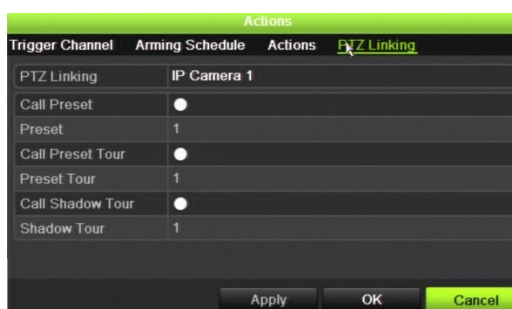 Actions
Trigger Channel Arming Schedule Actions PTZ Linking
PTZ Linking IP Camera 1
Call Preset
Preset 1
Call Preset Tour
Preset Tour 1
Call Shadow Tour
Shadow Tour 1
Apply OK Cancel